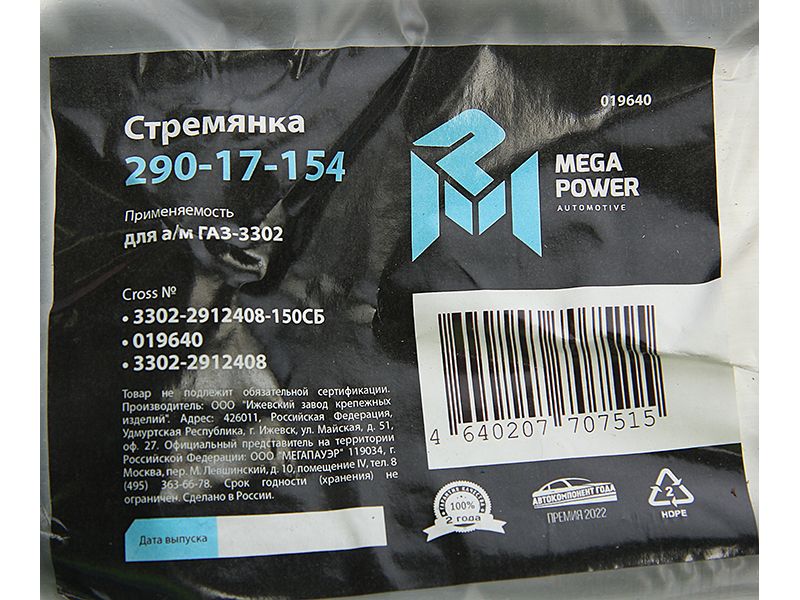 019640
Стремянка
290-17-154
MEGA
POWER
AUTOMOTIVE
Применяемость
для а/м ГАЗ-3302
Cross №
• 3302-2912408-150СБ
• 019640
• 3302-2912408
Товар не подлежит обязательной сертификации.
Производитель: ООО "Ижевский завод крепежных
изделий". Адрес: 426011, Российская Федерация,
Удмуртская Республика, г. Ижевск, ул. Майская, д. 51,
оф. 27. Официальный представитель на территории
Российской Федерации: ООО "МЕГАПАУЭР" 119034, г.
Москва, пер. М. Левшинский, д. 10, помещение IV, тел. 8
(495) 363-66-78. Срок годности (хранения) не
ограничен. Сделано в России.
4 640207 707515
ГАРАНТИЯ КАЧЕСТВА
100%
2 года
АВТОКОМПОНЕНТ ГОДА
ПРЕМИЯ 2022
2
HDPE
Дата выпуска